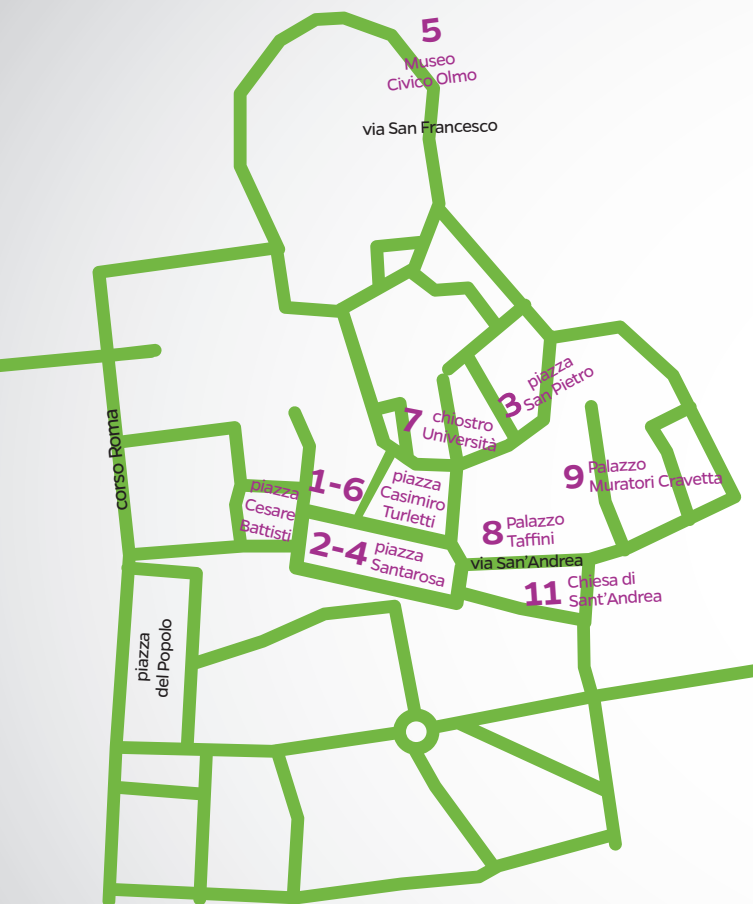 5
Museo
Civico Olmo
via San Francesco
corso Roma
piazza
San Pietro
3
7
chiostro
Università
1-6
piazza
Casimiro
Turletti
piazza
Cesare
Battisti
9
Palazzo
Muratori Cravetta
8
Palazzo
Taffini
2-4
piazza
Santarosa
via San'Andrea
11
Chiesa di
Sant'Andrea
piazza
del Popolo